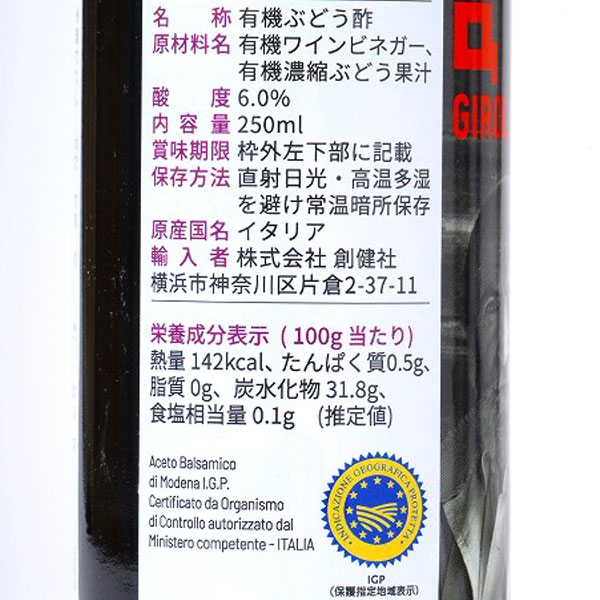 名称 有機ぶどう酢
原材料名 有機ワインビネガー、
有機濃縮ぶどう果汁
酸度 6.0%
内容量 250ml
賞味期限 枠外左下部に記載
保存方法 直射日光・高温多湿
を避け常温暗所保存
原産国名 イタリア
輸入者 株式会社 創健社
横浜市神奈川区片倉2-37-11
栄養成分表示 (100g当たり)
熱量 142kcal、たんぱく質0.5g、
脂質 0g、炭水化物 31.8g、
食塩相当量 0.1g (推定値)
Aceto Balsamico
di Modena I.G.P.
Certificato da Organismo
di Controllo autorizzato dal
Ministero competente - ITALIA
INDICAZIONE GEOGRAFICA PROTETTA
IGP
(保護指定地域表示)